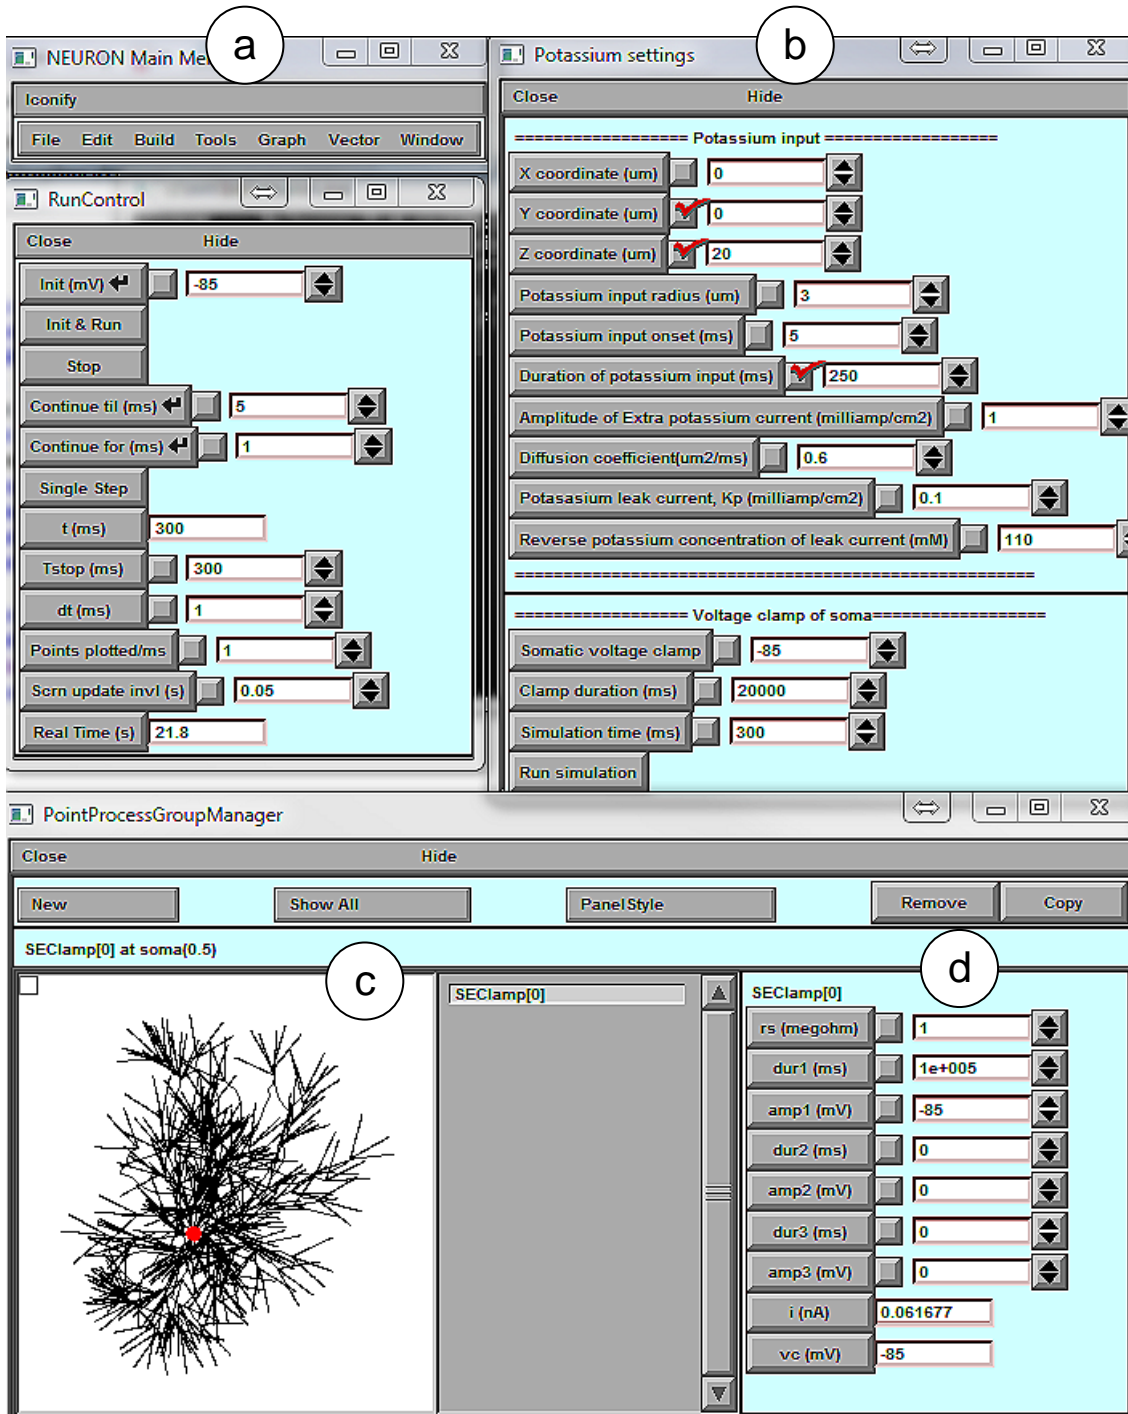 a
NEURON Main Me
Iconify
File Edit Build Tools Graph Vector Window
RunControl
Close Hide
Init (mV) -85
Init & Run
Stop
Continue til (ms) 5
Continue for (ms) 1
Single Step
t (ms) 300
Tstop (ms) 300
dt (ms) 1
Points plotted/ms 1
Scrn update invl (s) 0.05
Real Time (s) 21.8
b
Potassium settings
Close Hide
================== Potassium input ==================
X coordinate (um) 0
Y coordinate (um) 0
Z coordinate (um) 20
Potassium input radius (um) 3
Potassium input onset (ms) 5
Duration of potassium input (ms) 250
Amplitude of Extra potassium current (milliamp/cm2) 1
Diffusion coefficient(um2/ms) 0.6
Potasasium leak current, Kp (milliamp/cm2) 0.1
Reverse potassium concentration of leak current (mM) 110
======================================================
================== Voltage clamp of soma==================
Somatic voltage clamp -85
Clamp duration (ms) 20000
Simulation time (ms) 300
Run simulation
PointProcessGroupManager
Close Hide
New Show All PanelStyle Remove Copy
SEClamp[0] at soma(0.5)
c
SEClamp[0]
d
SEClamp[0]
rs (megohm) 1
dur1 (ms) 1e+005
amp1 (mV) -85
dur2 (ms) 0
amp2 (mV) 0
dur3 (ms) 0
amp3 (mV) 0
i (nA) 0.061677
vc (mV) -85